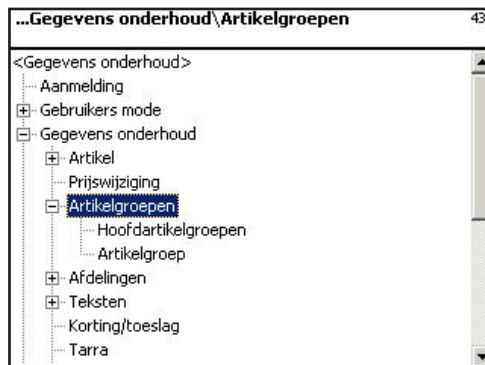 ...Gegevens onderhoud\Artikelgroepen 43
<Gegevens onderhoud>
Aanmelding
Gebruikers mode
Gegevens onderhoud
Artikel
Prijswijziging
Artikelgroepen
Hoofdartikelgroepen
Artikelgroep
Afdelingen
Teksten
Korting/toeslag
Tarra